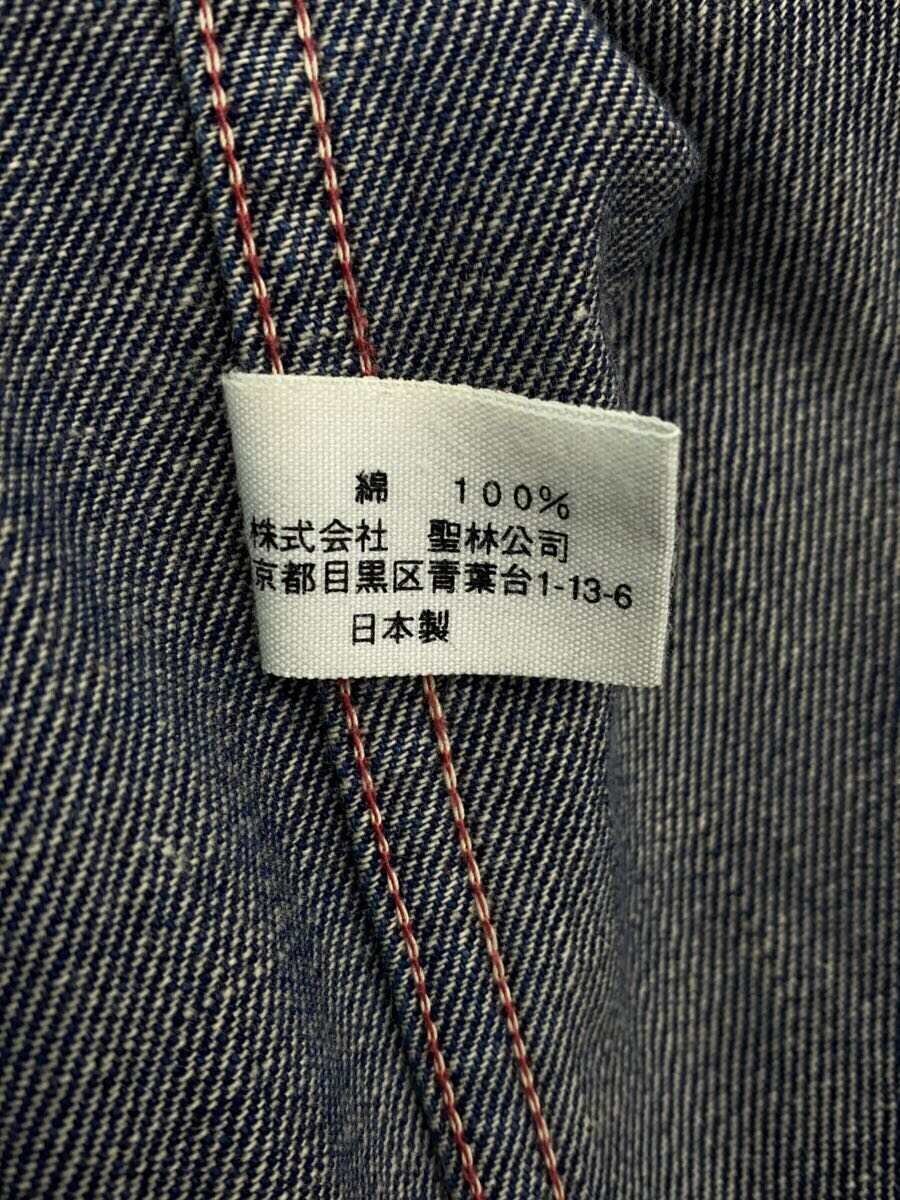 綿 100%
株式会社 聖林公司
京都目黒区青葉台1-13-6
日本製